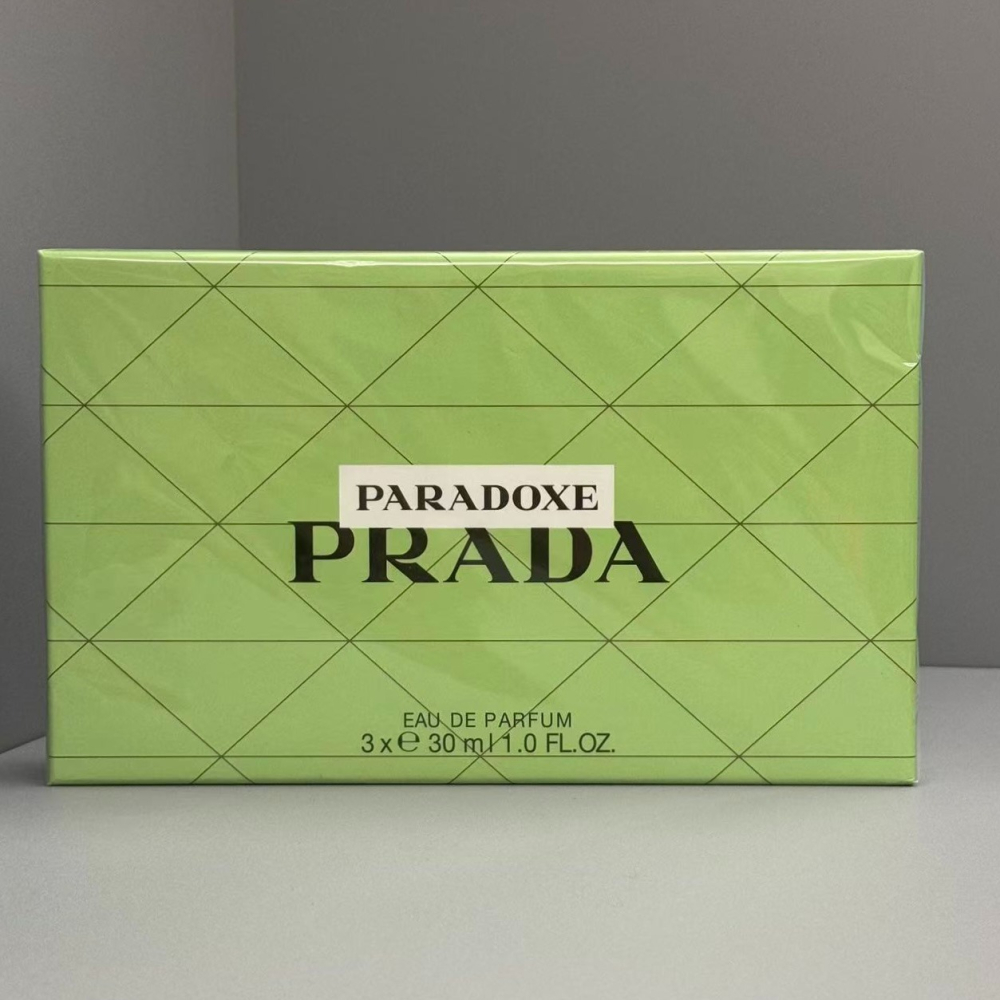 PARADOXE
PRADA
EAU DE PARFUM
3 x ℮ 30 ml 1.0 FL.OZ.